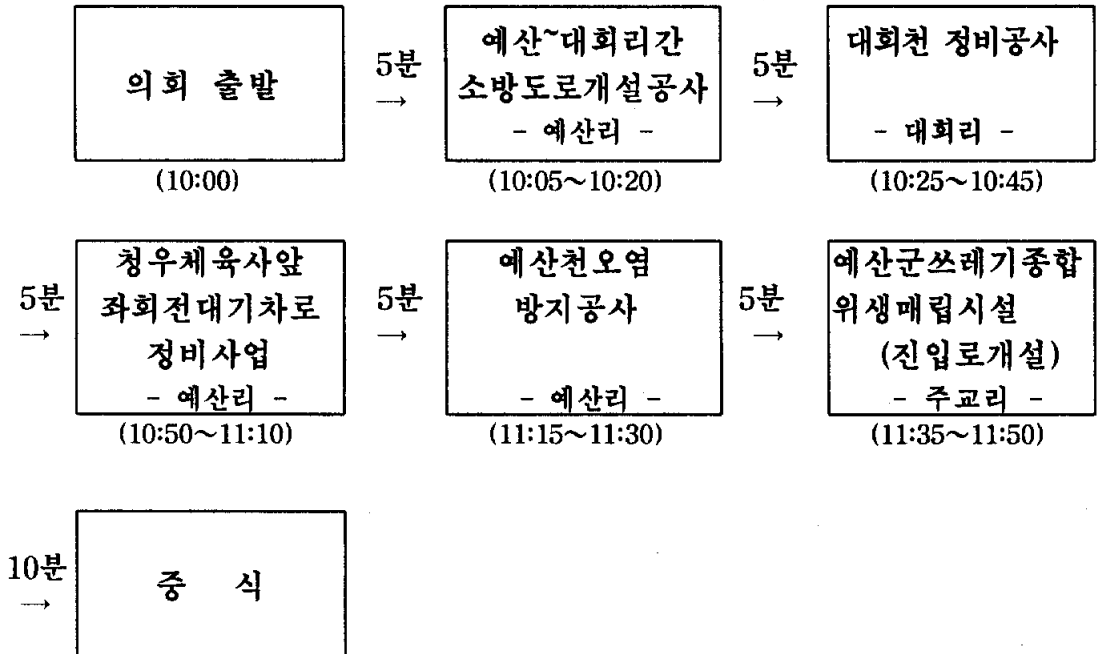 의회 출발
(10:00)
5분
→
예산~대회리간
소방도로개설공사
- 예산리 -
(10:05~10:20)
5분
→
대회천 정비공사
- 대회리 -
(10:25~10:45)
5분
→
청우체육사앞
좌회전대기차로
정비사업
- 예산리 -
(10:50~11:10)
5분
→
예산천오염
방지공사
- 예산리 -
(11:15~11:30)
5분
→
예산군쓰레기종합
위생매립시설
(진입로개설)
- 주교리 -
(11:35~11:50)
10분
→
중 식